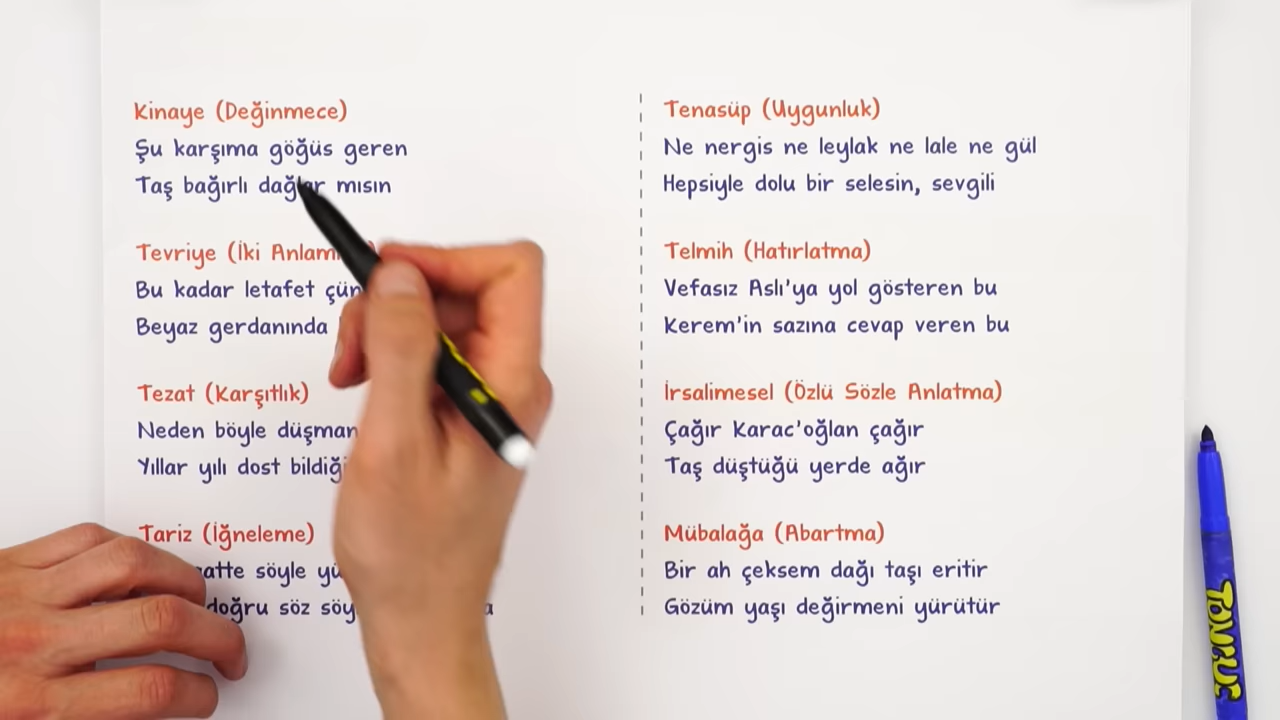 Kinaye (Değinmece)
Şu karşıma göğüs geren
Taş bağırlı dağlar mısın
Tevriye (İki
Bu kadar letafet
Beyaz gerdanında
Tezat (Karşıtlık)
Neden böyle
Yıllar yılı dost
Tariz (İğneleme)
söyle
doğru söz
Tenasüp (Uygunluk)
Ne nergis ne leylak ne lale ne gül
Hepsiyle dolu bir selesin, sevgili
Telmih (Hatırlatma)
Vefasız Aslı'ya yol gösteren bu
Kerem'in sazına cevap veren bu
İrsalimesel (Özlü Sözle Anlatma)
Çağır Karac'oğlan çağır
Taş düştüğü yerde ağır
Mübalağa (Abartma)
Bir ah çeksem dağı taşı eritir
Gözüm yaşı değirmeni yürütür
TONGUÇ